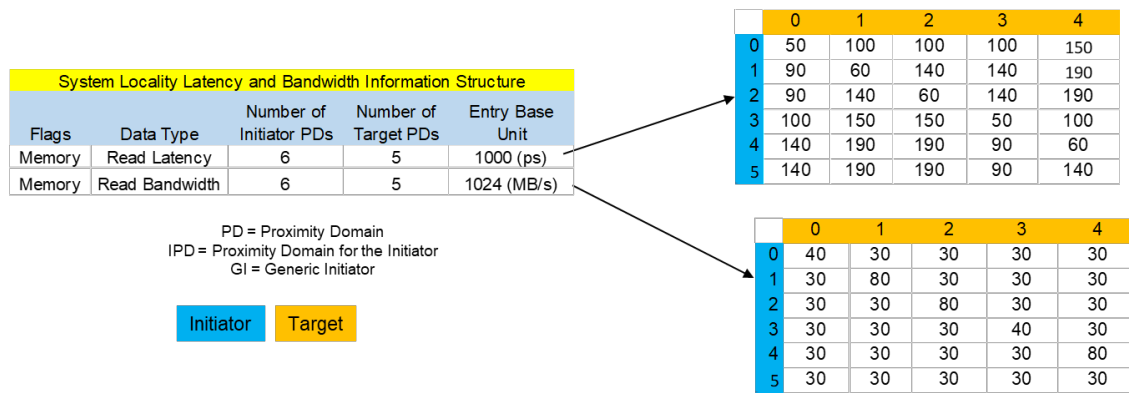 System Locality Latency and Bandwidth Information Structure
Flags Data Type Number of Initiator PDs Number of Target PDs Entry Base Unit
Memory Read Latency 6 5 1000 (ps)
Memory Read Bandwidth 6 5 1024 (MB/s)
PD = Proximity Domain
IPD = Proximity Domain for the Initiator
GI = Generic Initiator
Initiator Target
0 1 2 3 4
0 50 100 100 100 150
1 90 60 140 140 190
2 90 140 60 140 190
3 100 150 150 50 100
4 140 190 190 90 60
5 140 190 190 90 140
0 1 2 3 4
0 40 30 30 30 30
1 30 80 30 30 30
2 30 30 80 30 30
3 30 30 30 40 30
4 30 30 30 30 80
5 30 30 30 30 30